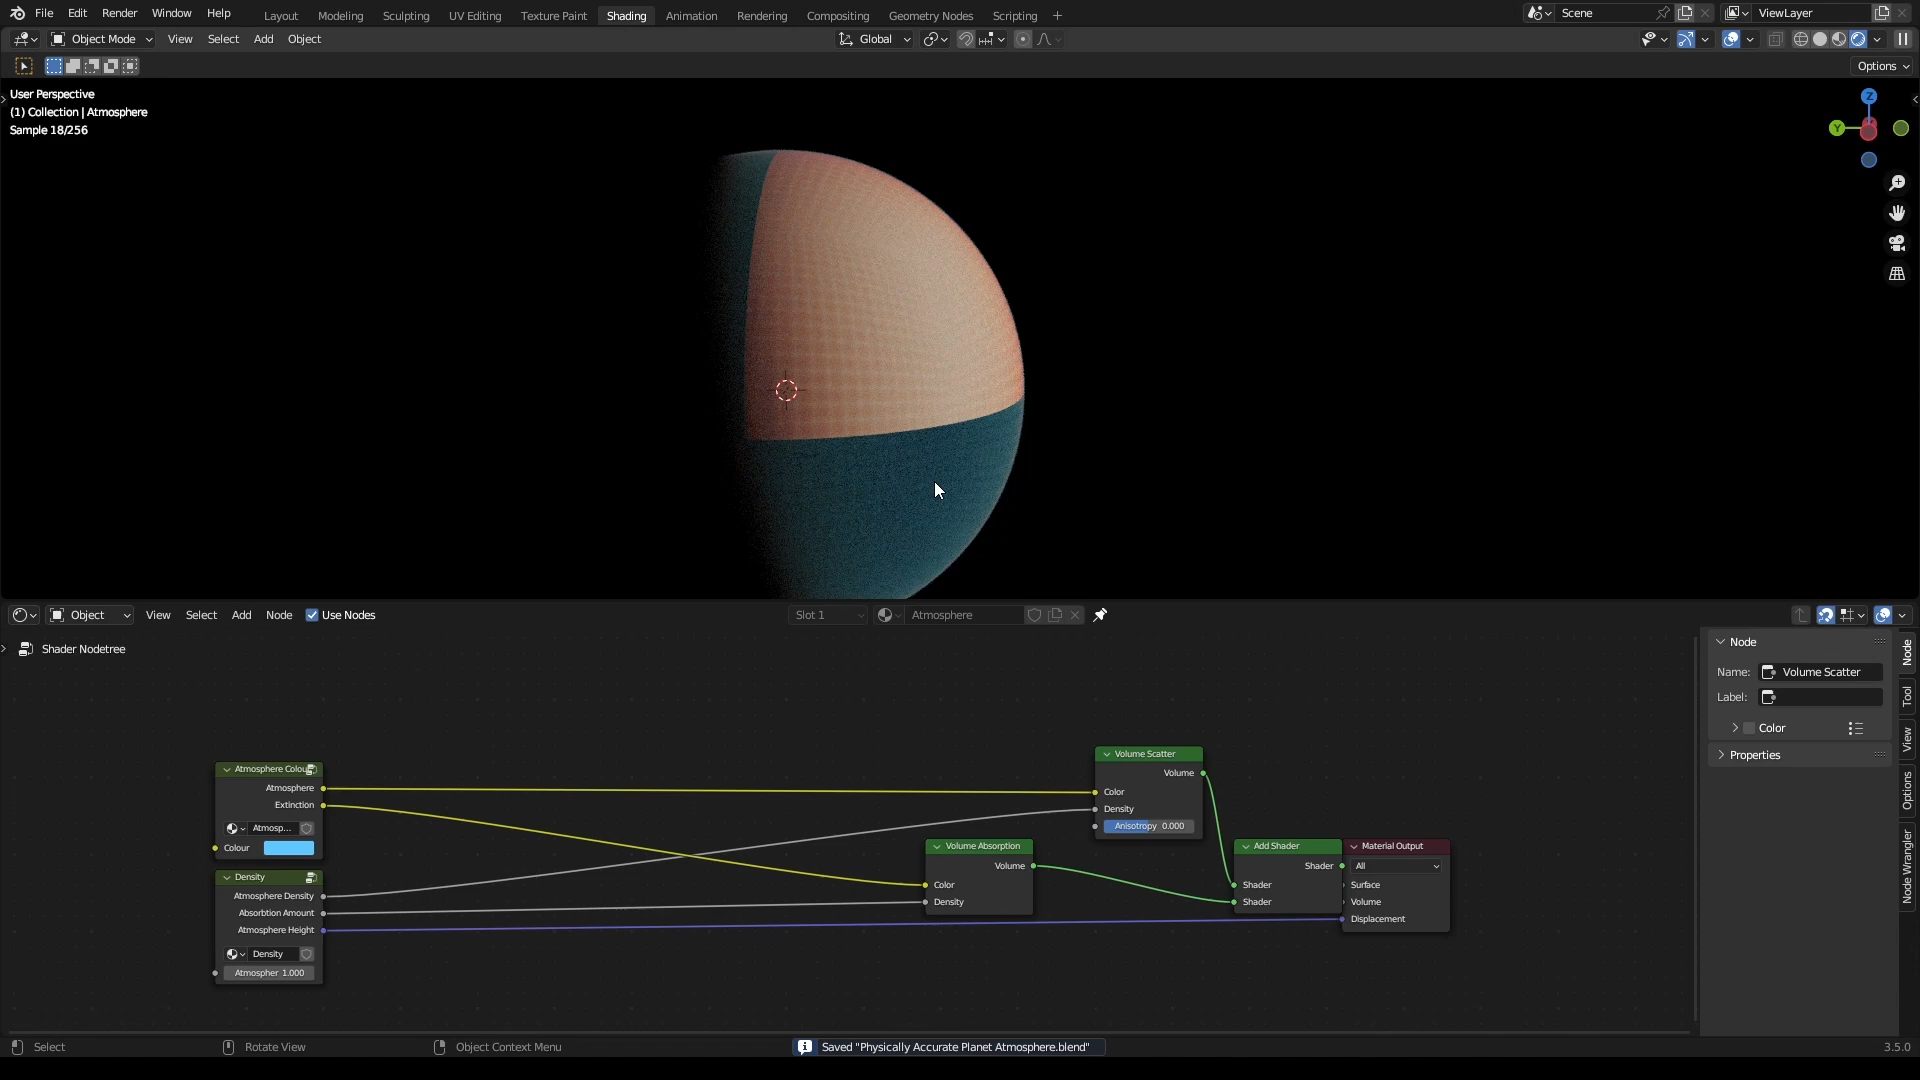 File Edit Render Window Help Layout Modeling Sculpting UV Editing Texture Paint Shading Animation Rendering Compositing Geometry Nodes Scripting + Scene ViewLayer
Object Mode View Select Add Object Global
Options
User Perspective
(1) Collection | Atmosphere
Sample 18/256
Z
Y
Object View Select Add Node Use Nodes Slot 1 Atmosphere
Shader Nodetree
Atmosphere Colou
Atmosphere
Extinction
Atmosp...
Colour
Density
Atmosphere Density
Absorbtion Amount
Atmosphere Height
Density
Atmospher 1.000
Volume Absorption
Volume
Color
Density
Volume Scatter
Volume
Color
Density
Anisotropy 0.000
Add Shader
Shader
Shader
Shader
Material Output
All
Surface
Volume
Displacement
Node
Name: Volume Scatter
Label:
Color
Properties
Node
Tool
View
Options
Node Wrangler
Select Rotate View Object Context Menu Saved "Physically Accurate Planet Atmosphere.blend" 3.5.0